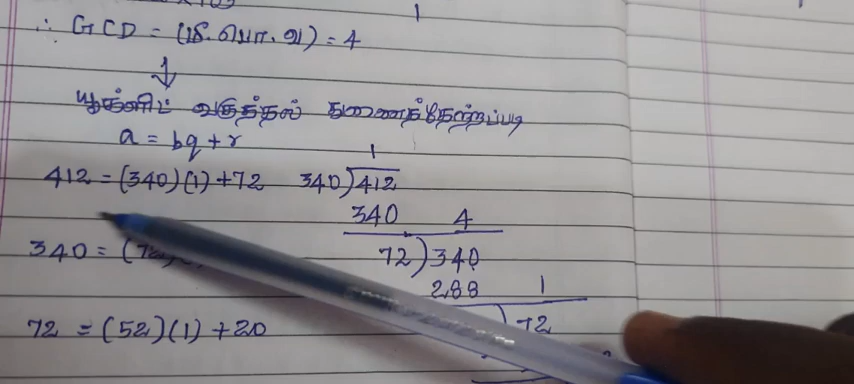 ∴ GCD = (மீ.பொ.வ) = 4
யூக்ளிட் வகுத்தல் துணைத்தேற்றப்படி
a = bq + r
1
412 = (340)(1) + 72 340)412
340 4
72)340
340 = (72)
288 1
72 = (52)(1) + 20 )72